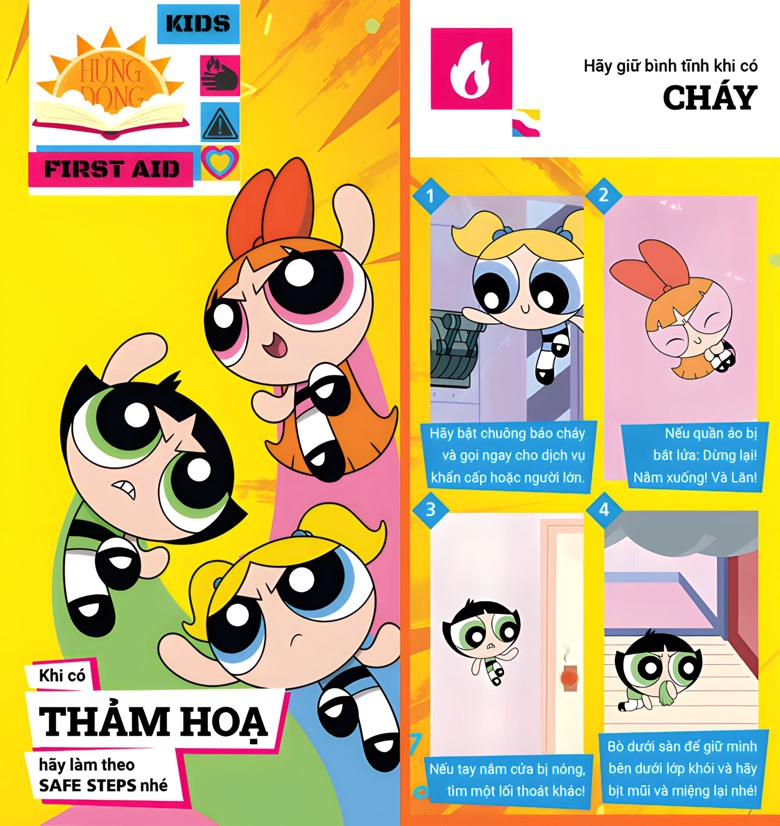 KIDS
HỪNG
ĐÔNG
FIRST AID
Khi có
THẢM HOẠ
hãy làm theo
SAFE STEPS nhé
Hãy giữ bình tĩnh khi có
CHÁY
1
Hãy bật chuông báo cháy
và gọi ngay cho dịch vụ
khẩn cấp hoặc người lớn.
2
Nếu quần áo bị
bắt lửa: Dừng lại!
Nằm xuống! Và Lăn!
3
Nếu tay nắm cửa bị nóng,
tìm một lối thoát khác!
4
Bò dưới sàn để giữ mình
bên dưới lớp khói và hãy
bịt mũi và miệng lại nhé!